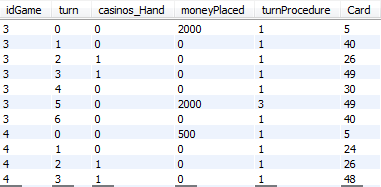 idGame turn casinos_Hand moneyPlaced turnProcedure Card
3 0 0 2000 1 5
3 1 0 0 1 40
3 2 1 0 1 26
3 3 1 0 1 49
3 4 0 0 1 30
3 5 0 2000 3 49
3 6 0 0 1 40
4 0 0 500 1 5
4 1 0 0 1 24
4 2 1 0 1 26
4 3 1 0 1 48